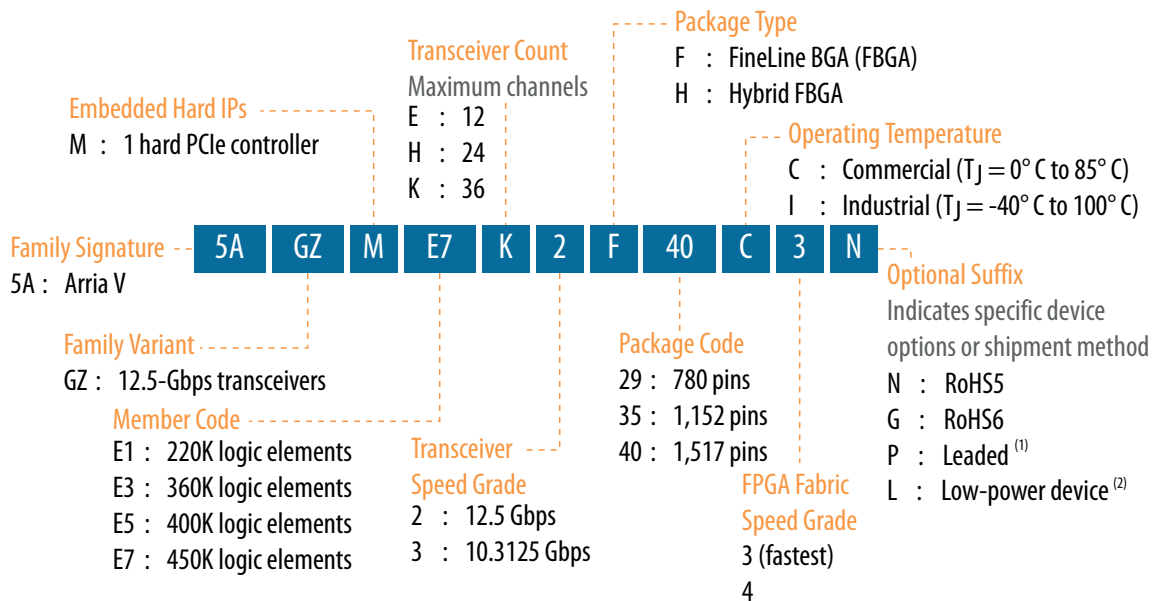 Package Type
F : FineLine BGA (FBGA)
H : Hybrid FBGA
Transceiver Count
Maximum channels
E : 12
H : 24
K : 36
Embedded Hard IPs
M : 1 hard PCIe controller
Operating Temperature
C : Commercial (TJ = 0° C to 85° C)
I : Industrial (TJ = -40° C to 100° C)
Family Signature
5A : Arria V
5A GZ M E7 K 2 F 40 C 3 N
Optional Suffix
Indicates specific device
options or shipment method
N : RoHS5
G : RoHS6
P : Leaded (1)
L : Low-power device (2)
Family Variant
GZ : 12.5-Gbps transceivers
Member Code
E1 : 220K logic elements
E3 : 360K logic elements
E5 : 400K logic elements
E7 : 450K logic elements
Transceiver
Speed Grade
2 : 12.5 Gbps
3 : 10.3125 Gbps
Package Code
29 : 780 pins
35 : 1,152 pins
40 : 1,517 pins
FPGA Fabric
Speed Grade
3 (fastest)
4